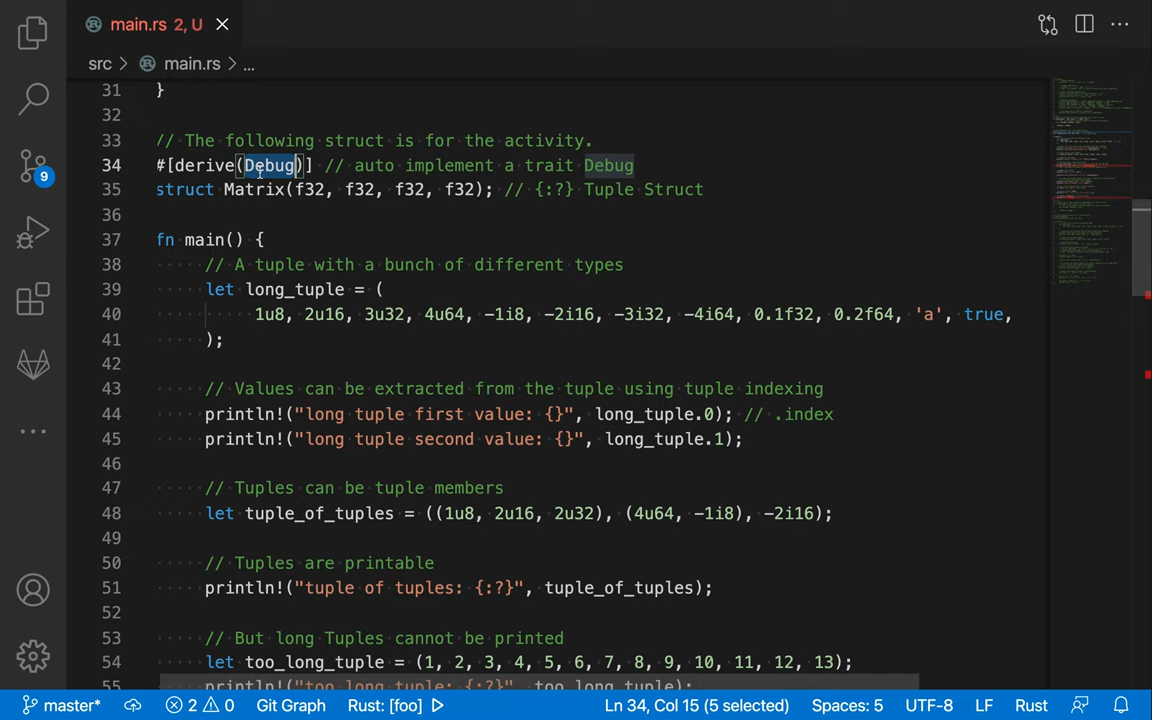 main.rs 2, U
src > main.rs > ...
31 }
32
33 // The following struct is for the activity.
34 #[derive(Debug)] // auto implement a trait Debug
35 struct Matrix(f32, f32, f32, f32); // {:?} Tuple Struct
36
37 fn main() {
38 // A tuple with a bunch of different types
39 let long_tuple = (
40 1u8, 2u16, 3u32, 4u64, -1i8, -2i16, -3i32, -4i64, 0.1f32, 0.2f64, 'a', true,
41 );
42
43 // Values can be extracted from the tuple using tuple indexing
44 println!("long tuple first value: {}", long_tuple.0); // .index
45 println!("long tuple second value: {}", long_tuple.1);
46
47 // Tuples can be tuple members
48 let tuple_of_tuples = ((1u8, 2u16, 2u32), (4u64, -1i8), -2i16);
49
50 // Tuples are printable
51 println!("tuple of tuples: {:?}", tuple_of_tuples);
52
53 // But long Tuples cannot be printed
54 let too_long_tuple = (1, 2, 3, 4, 5, 6, 7, 8, 9, 10, 11, 12, 13);
55 println!("too long tuple: {:?}", too_long_tuple);
9
master* 2 0 Git Graph Rust: [foo] Ln 34, Col 15 (5 selected) Spaces: 5 UTF-8 LF Rust